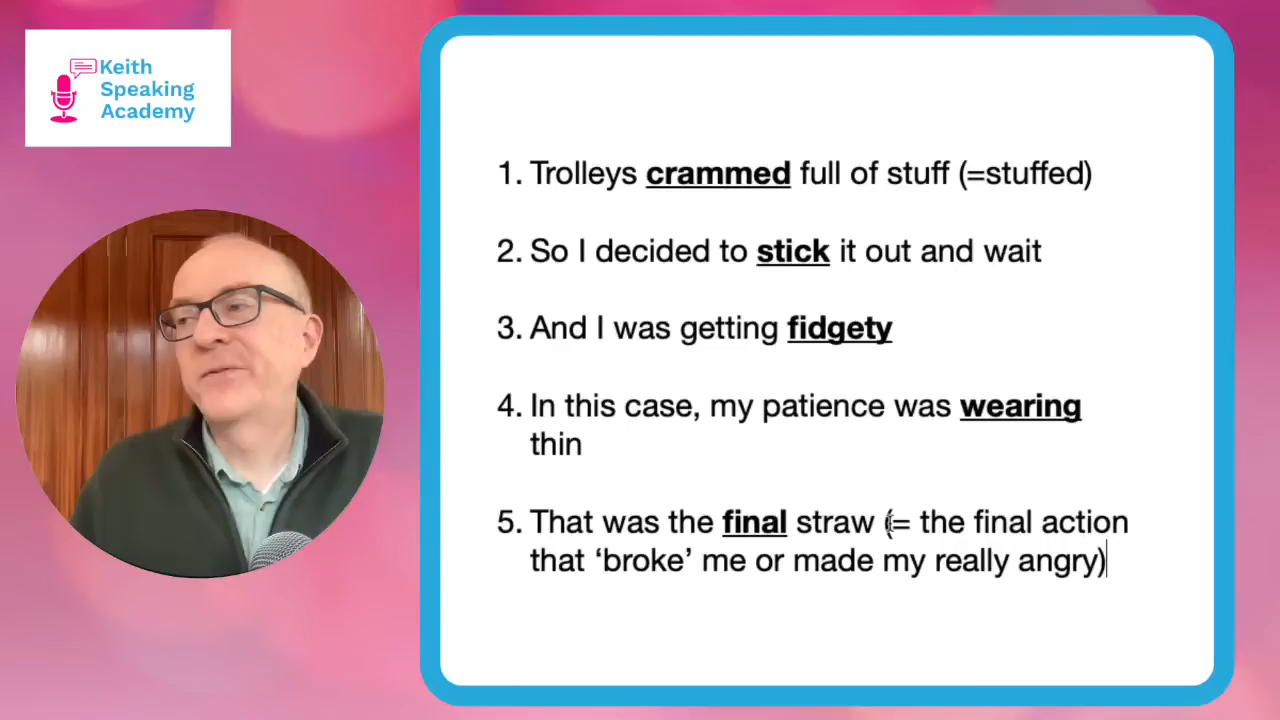 Keith
Speaking
Academy
1. Trolleys crammed full of stuff (=stuffed)
2. So I decided to stick it out and wait
3. And I was getting fidgety
4. In this case, my patience was wearing
thin
5. That was the final straw (= the final action
that ‘broke’ me or made my really angry)